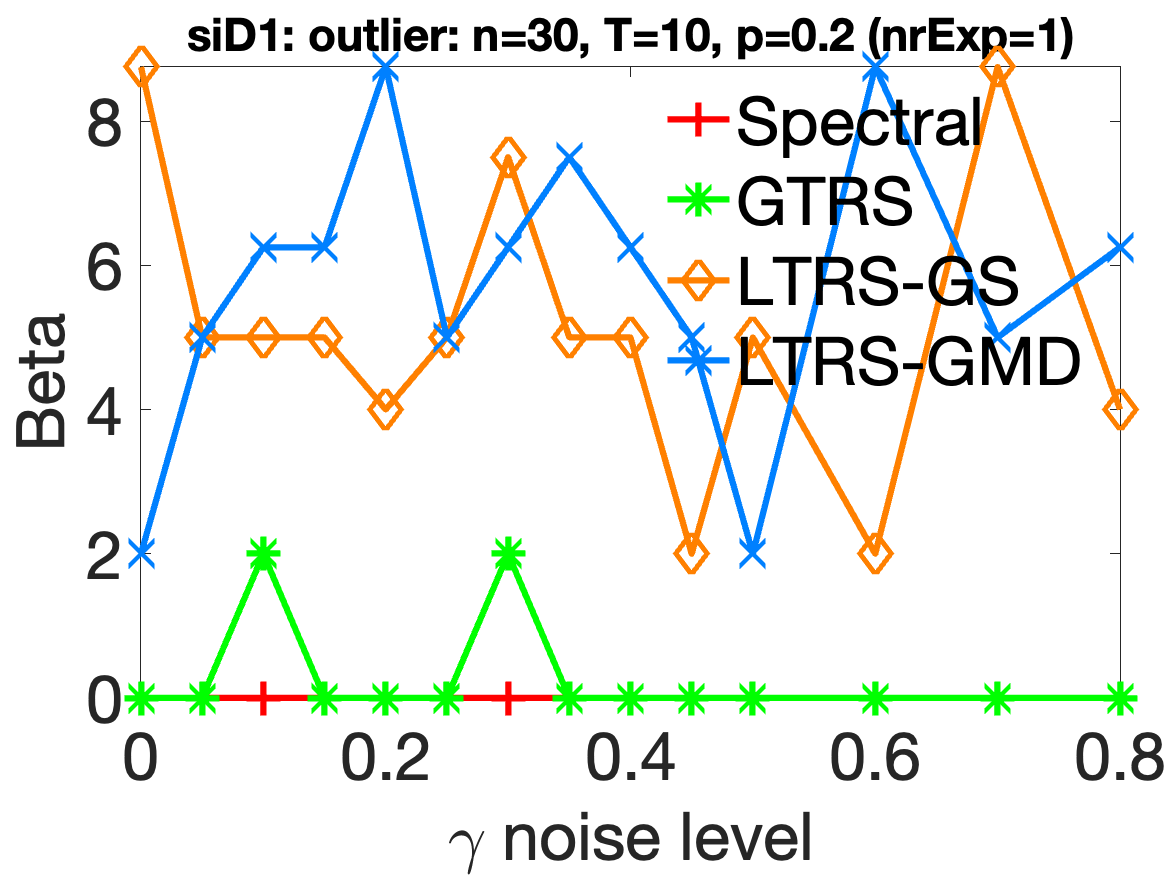 siD1: outlier: n=30, T=10, p=0.2 (nrExp=1)
Spectral
GTRS
LTRS-GS
LTRS-GMD
Beta
8
6
4
2
0
0 0.2 0.4 0.6 0.8
γ noise level